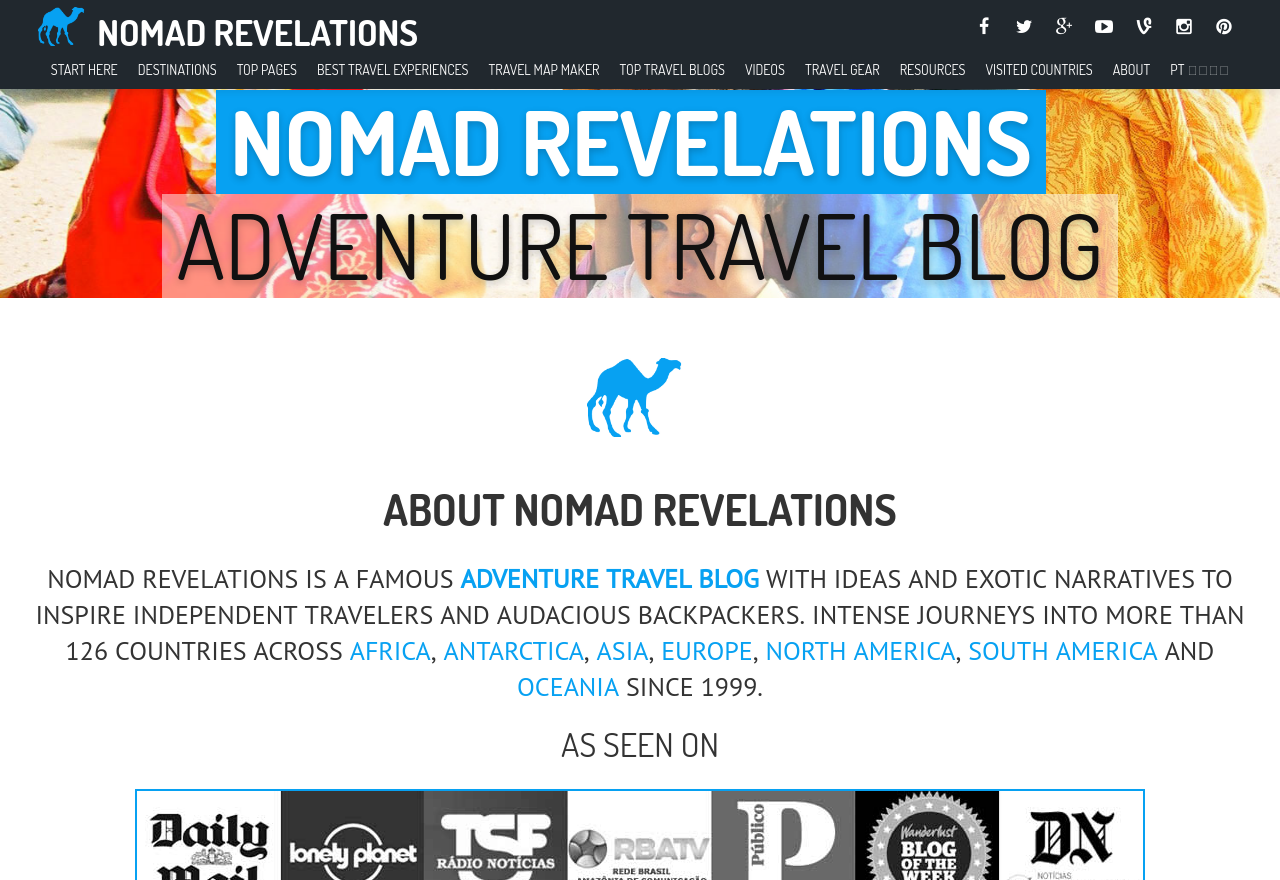 NOMAD REVELATIONS
START HERE DESTINATIONS TOP PAGES BEST TRAVEL EXPERIENCES TRAVEL MAP MAKER TOP TRAVEL BLOGS VIDEOS TRAVEL GEAR RESOURCES VISITED COUNTRIES ABOUT PT
NOMAD REVELATIONS
ADVENTURE TRAVEL BLOG
ABOUT NOMAD REVELATIONS
NOMAD REVELATIONS IS A FAMOUS ADVENTURE TRAVEL BLOG WITH IDEAS AND EXOTIC NARRATIVES TO
INSPIRE INDEPENDENT TRAVELERS AND AUDACIOUS BACKPACKERS. INTENSE JOURNEYS INTO MORE THAN
126 COUNTRIES ACROSS AFRICA, ANTARCTICA, ASIA, EUROPE, NORTH AMERICA, SOUTH AMERICA AND
OCEANIA SINCE 1999.
AS SEEN ON
Daily
Mail
lonely planet
TSF
RÁDIO NOTÍCIAS
RBATV
REDE BRASIL
AMAZÔNIA DE COMUNICAÇÃO
Público
P
Wanderlust
BLOG
OF THE
WEEK
DN
NOTÍCIAS